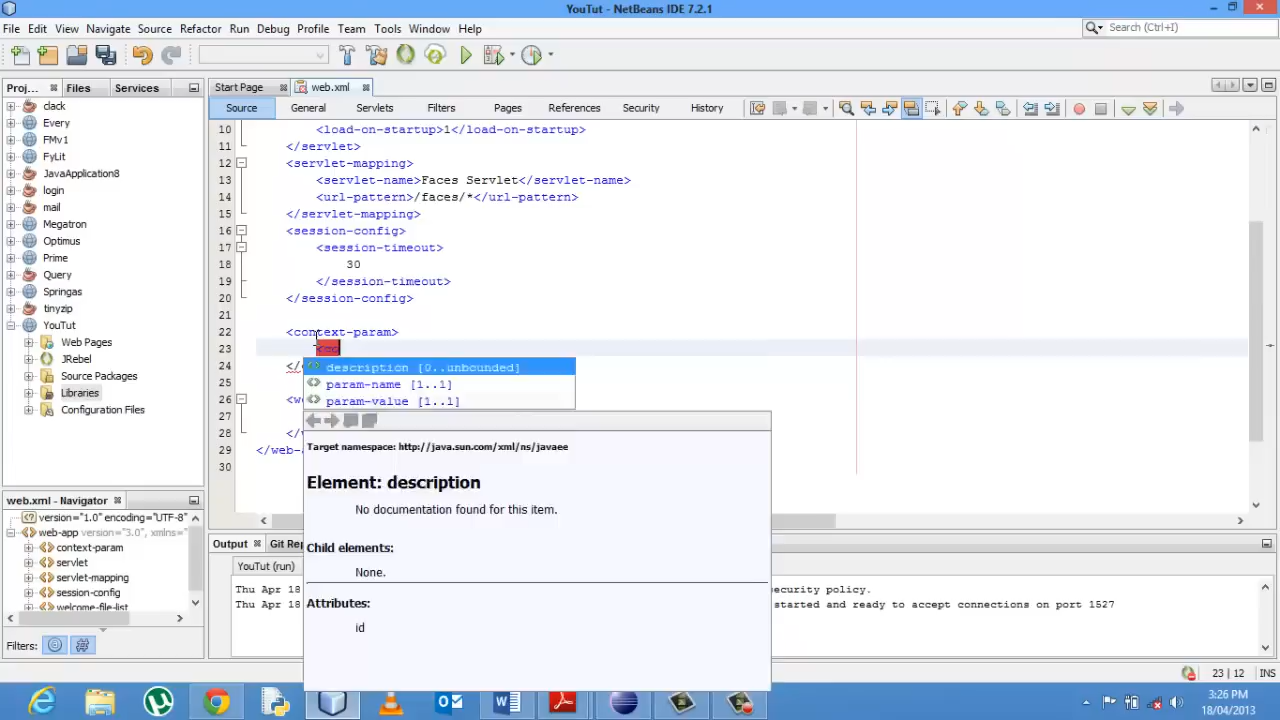 YouTut - NetBeans IDE 7.2.1
File Edit View Navigate Source Refactor Run Debug Profile Team Tools Window Help
Search (Ctrl+I)
Proj... Files Services
Start Page web.xml
Source General Servlets Filters Pages References Security History
clack
Every
FMv1
FyLit
JavaApplication8
login
mail
Megatron
Optimus
Prime
Query
Springas
tinyzip
YouTut
Web Pages
JRebel
Source Packages
Libraries
Configuration Files
10 <load-on-startup>1</load-on-startup>
11 </servlet>
12 <servlet-mapping>
13 <servlet-name>Faces Servlet</servlet-name>
14 <url-pattern>/faces/*</url-pattern>
15 </servlet-mapping>
16 <session-config>
17 <session-timeout>
18 30
19 </session-timeout>
20 </session-config>
21
22 <context-param>
23
24 </
25
26 <we
27
28 </
29 </web-a
30
description [0..unbounded]
param-name [1..1]
param-value [1..1]
Target namespace: http://java.sun.com/xml/ns/javaee
Element: description
No documentation found for this item.
Child elements:
None.
Attributes:
id
web.xml - Navigator
version="1.0" encoding="UTF-8"
web-app version="3.0", xmlns=
context-param
servlet
servlet-mapping
session-config
welcome-file-list
Filters:
Output Git Rep
YouTut (run)
Thu Apr 18 ecurity policy.
Thu Apr 18 started and ready to accept connections on port 1527
23 | 12 INS
3:26 PM
18/04/2013